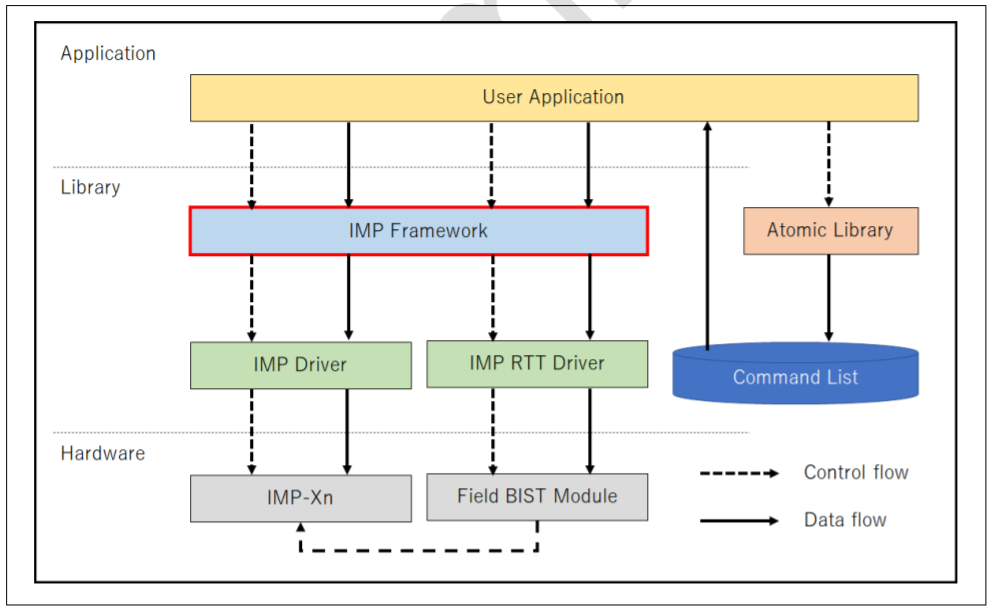 Application
User Application
Library
IMP Framework
Atomic Library
IMP Driver
IMP RTT Driver
Command List
Hardware
IMP-Xn
Field BIST Module
Control flow
Data flow